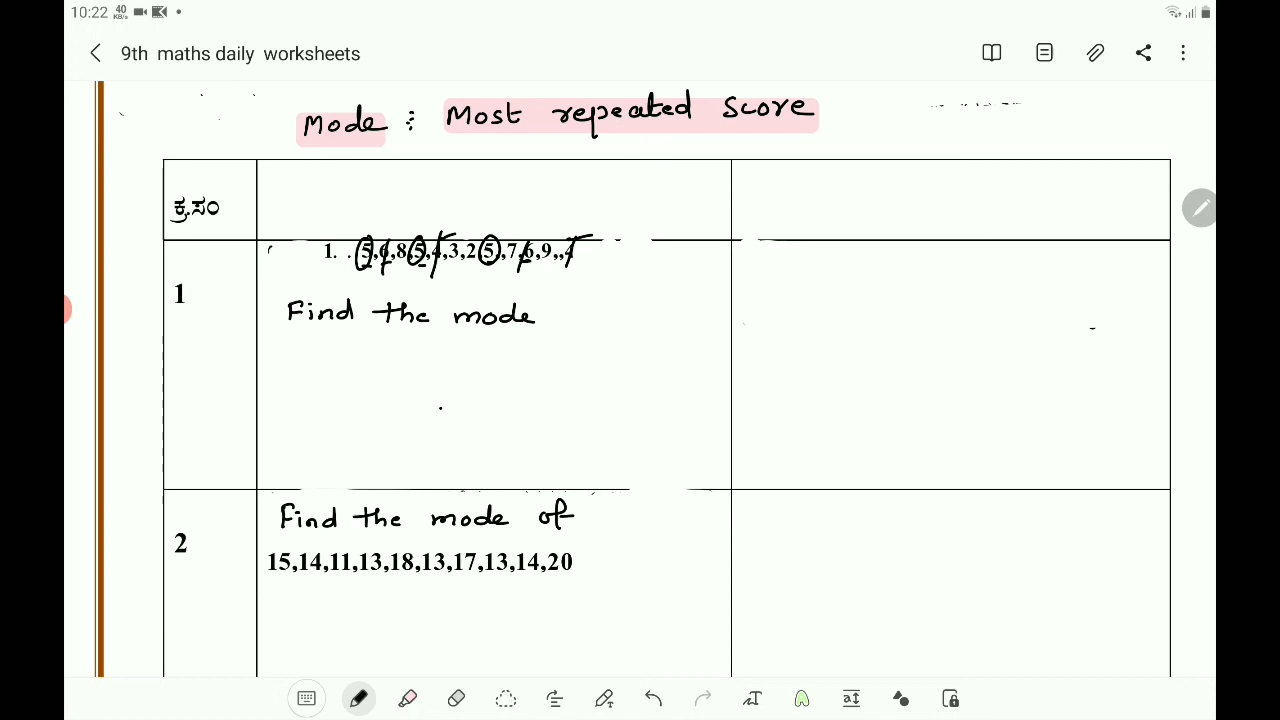 10:22 40 KB/s
9th maths daily worksheets
Mode : Most repeated Score
ಕ್ರ.ಸಂ
1. . 5,6,8,5,4,3,2,5,,7,6,9,,4
1
Find the mode
Find the mode of
2
15,14,11,13,18,13,17,13,14,20